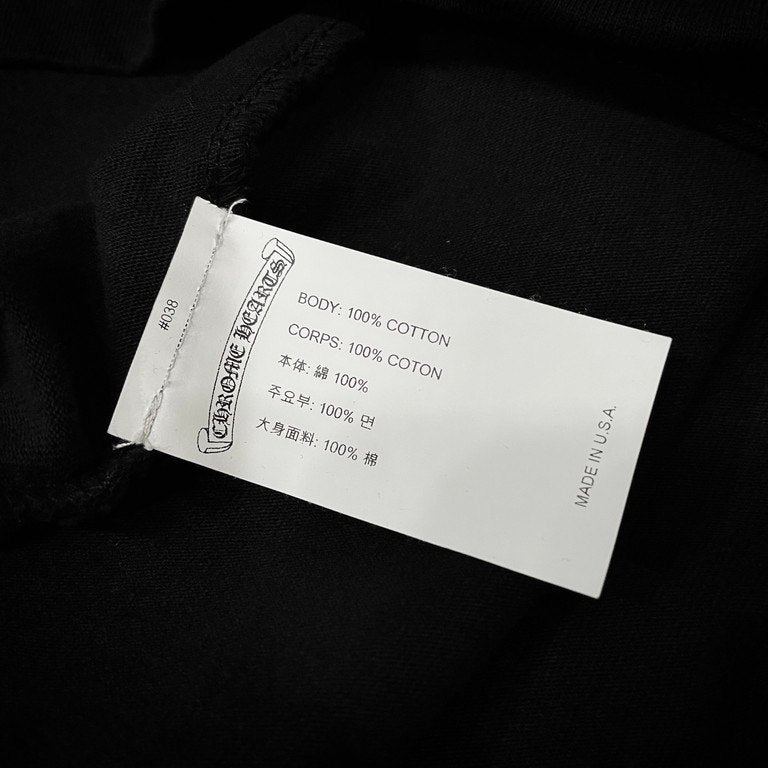 #038
CHROME HEARTS
BODY: 100% COTTON
CORPS: 100% COTON
本体: 綿 100%
주요부: 100% 면
大身面料: 100% 棉
MADE IN U.S.A.